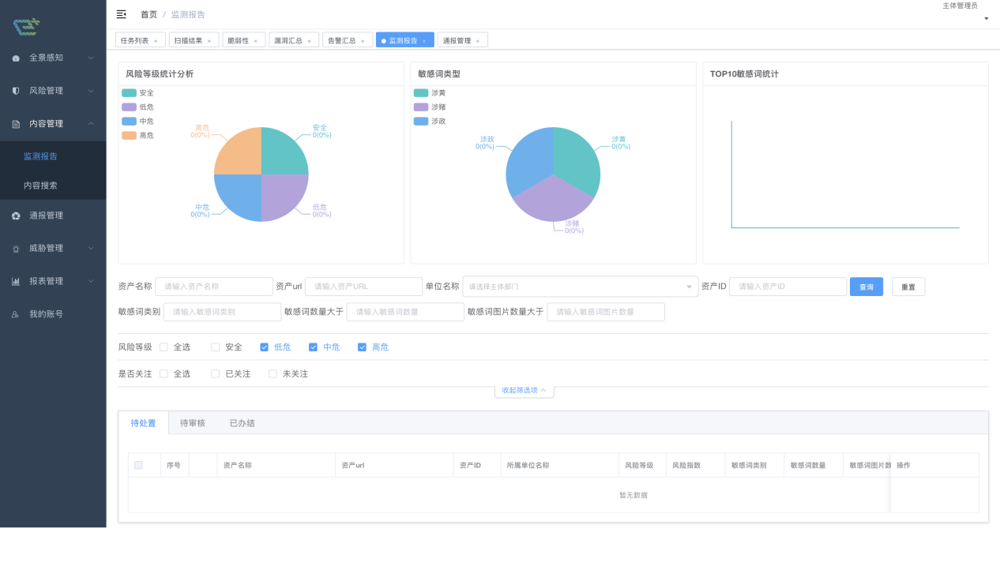 主体管理员
首页 / 监测报告
任务列表 ×
扫描结果 ×
脆弱性 ×
漏洞汇总 ×
告警汇总 ×
监测报告 ×
通报管理 ×
全景感知
风险管理
内容管理
监测报告
内容搜索
通报管理
威胁管理
报表管理
我的账号
风险等级统计分析
安全
低危
中危
高危
高危
0(0%)
安全
0(0%)
中危
0(0%)
低危
0(0%)
敏感词类型
涉黄
涉赌
涉政
涉政
0(0%)
涉黄
0(0%)
涉赌
0(0%)
TOP10敏感词统计
资产名称 请输入资产名称 资产url 请输入资产URL 单位名称 请选择主体部门 资产ID 请输入资产ID 查询 重置
敏感词类别 请输入敏感词类别 敏感词数量大于 请输入敏感词数量 敏感词图片数量大于 请输入敏感词图片数量
风险等级 全选 安全 低危 中危 高危
是否关注 全选 已关注 未关注
收起筛选项
待处置 待审核 已办结
序号 资产名称 资产url 资产ID 所属单位名称 风险等级 风险指数 敏感词类别 敏感词数量 敏感词图片数 操作
暂无数据